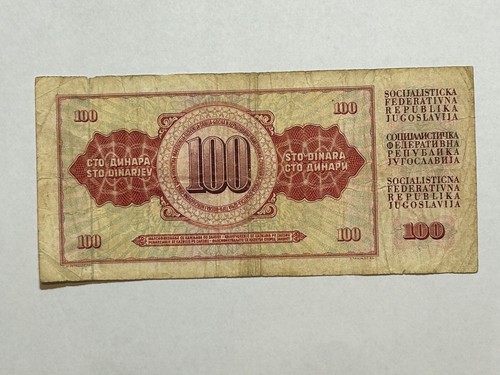 100
100
СТО ДИНАРА
STO DINARJEV
100
STO DINARA
СТО ДИНАРИ
100
100
SOCIJALISTIČKA
FEDERATIVNA
REPUBLIKA
JUGOSLAVIJA
СОЦИЈАЛИСТИЧКА
ФЕДЕРАТИВНА
РЕПУБЛИКА
ЈУГОСЛАВИЈА
SOCIALISTIČNA
FEDERATIVNA
REPUBLIKA
JUGOSLAVIJA
100